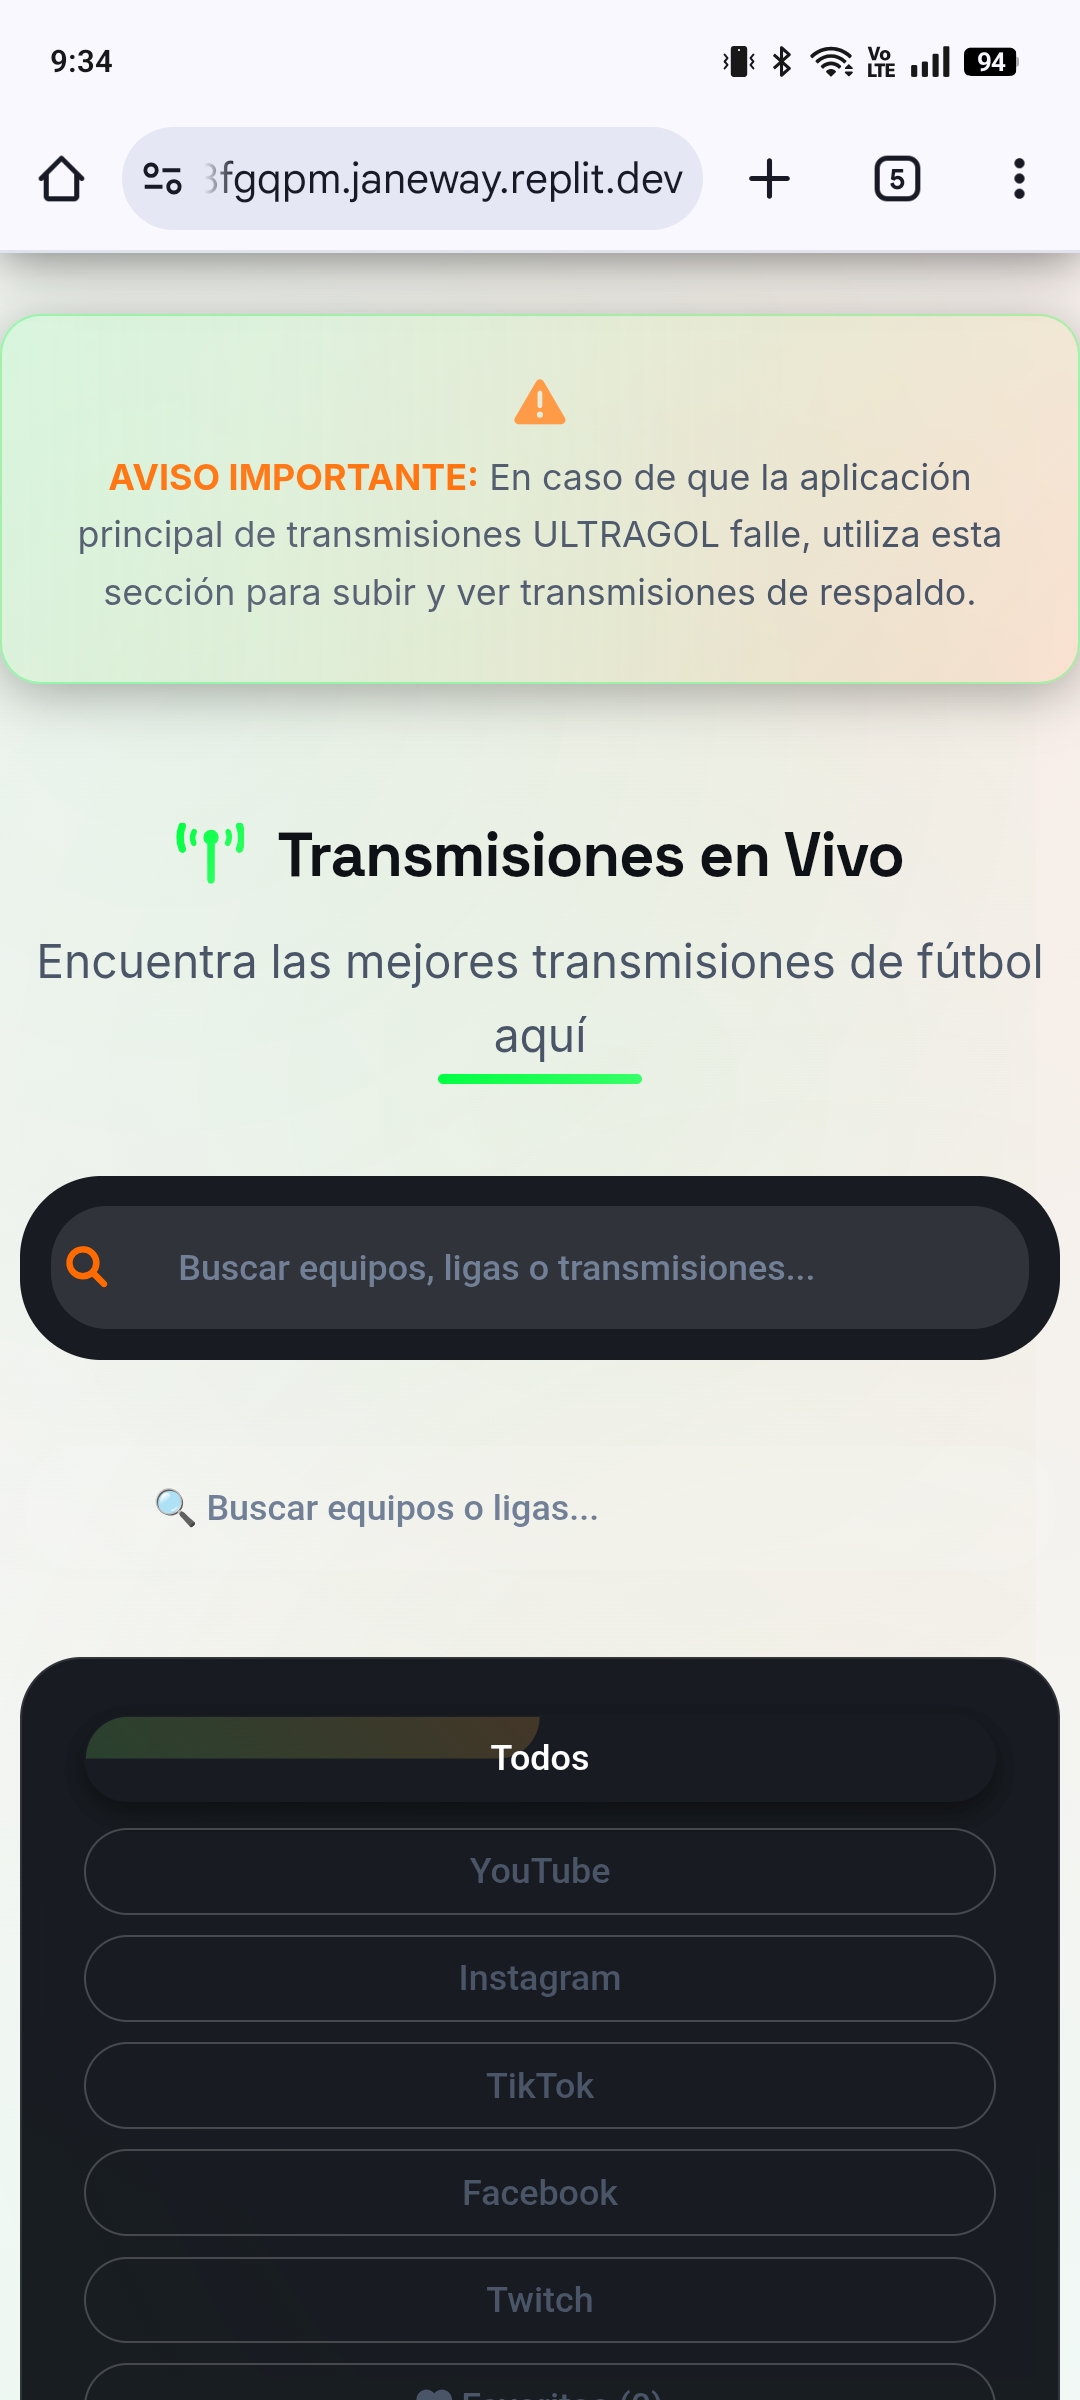 9:34
Vo
LTE
94
fgqpm.janeway.replit.dev
5
AVISO IMPORTANTE: En caso de que la aplicación
principal de transmisiones ULTRAGOL falle, utiliza esta
sección para subir y ver transmisiones de respaldo.
Transmisiones en Vivo
Encuentra las mejores transmisiones de fútbol
aquí
Buscar equipos, ligas o transmisiones...
🔍 Buscar equipos o ligas...
Todos
YouTube
Instagram
TikTok
Facebook
Twitch